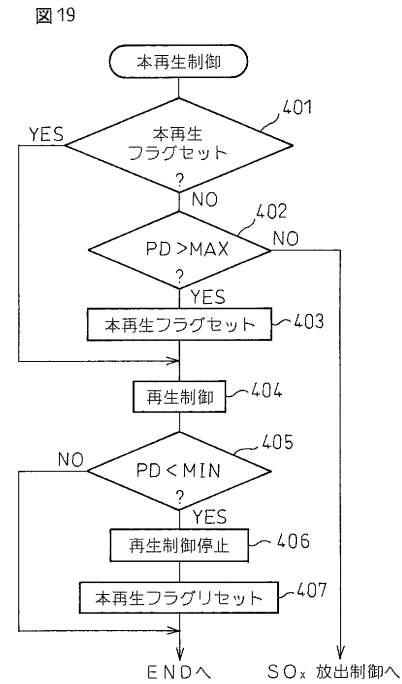 図19
本再生制御
401
YES
本再生
フラグセット
?
NO
402
PD>MAX
NO
?
YES
本再生フラグセット
403
再生制御
404
405
NO
PD<MIN
?
YES
再生制御停止
406
本再生フラグリセット
407
ENDへ
SOx 放出制御へ